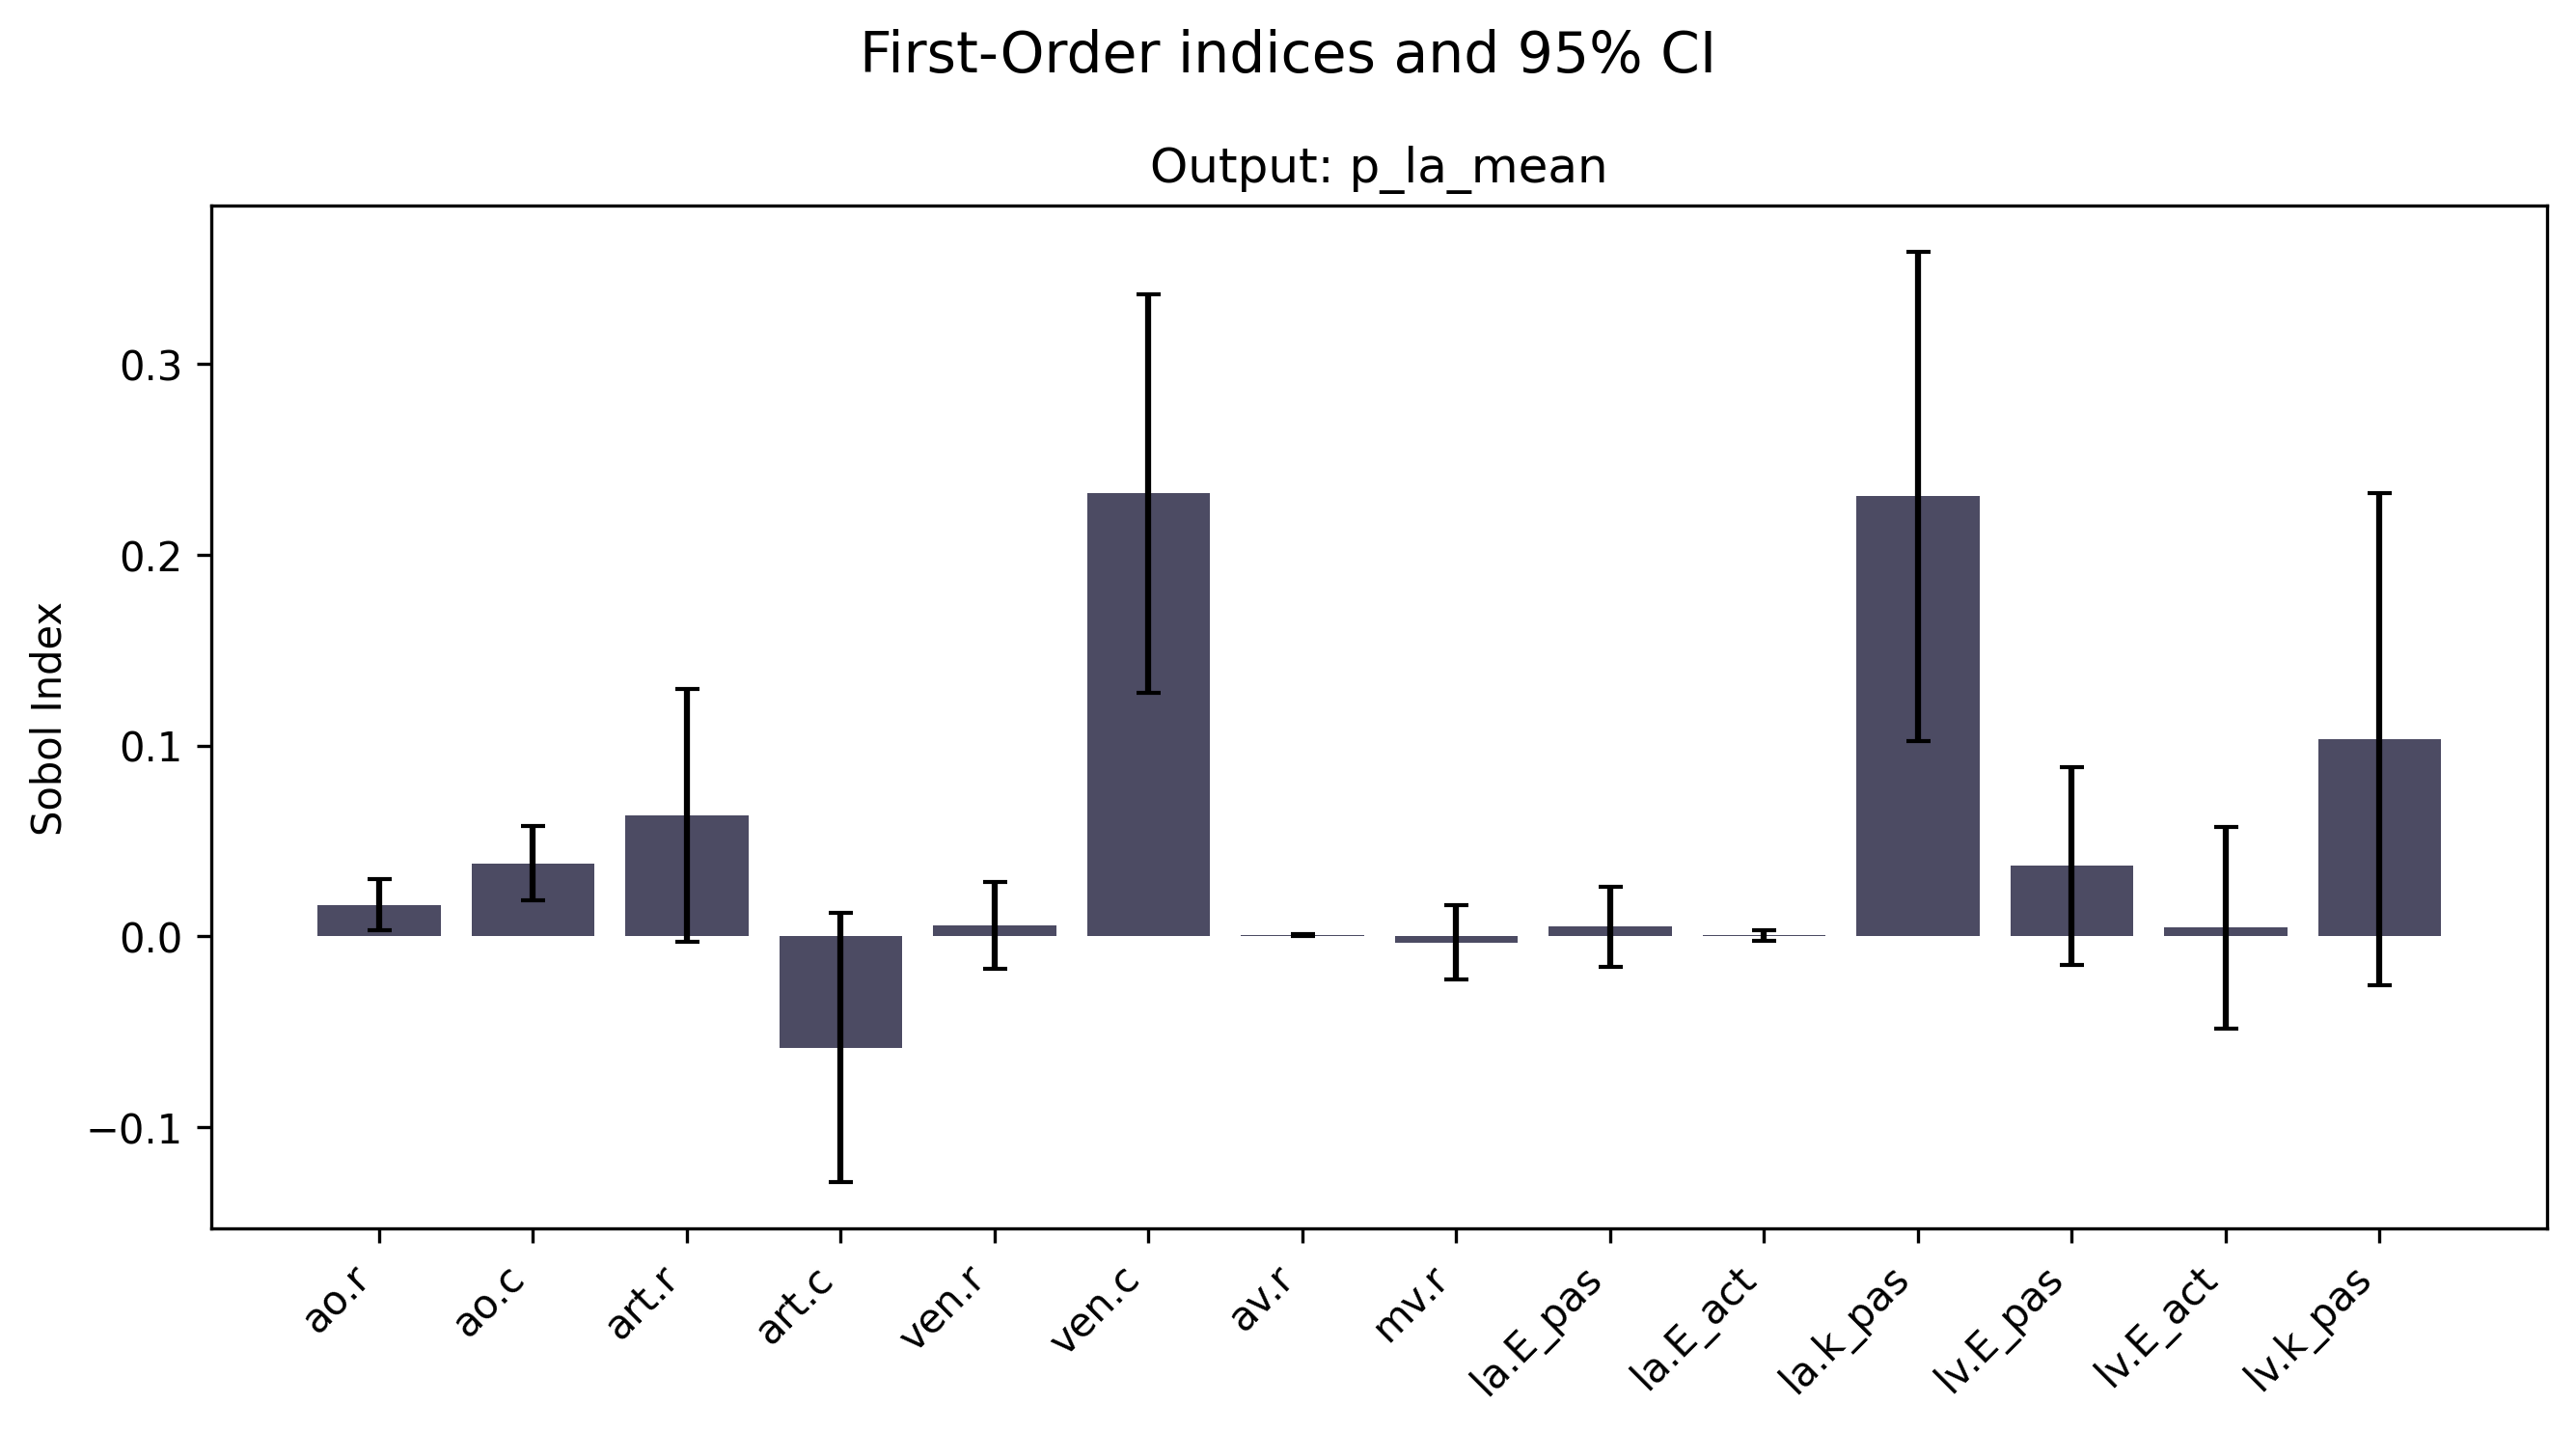 First-Order indices and 95% CI
Output: p_la_mean
Sobol Index
0.3
0.2
0.1
0.0
−0.1
ao.r
ao.c
art.r
art.c
ven.r
ven.c
av.r
mv.r
la.E_pas
la.E_act
la.k_pas
lv.E_pas
lv.E_act
lv.k_pas